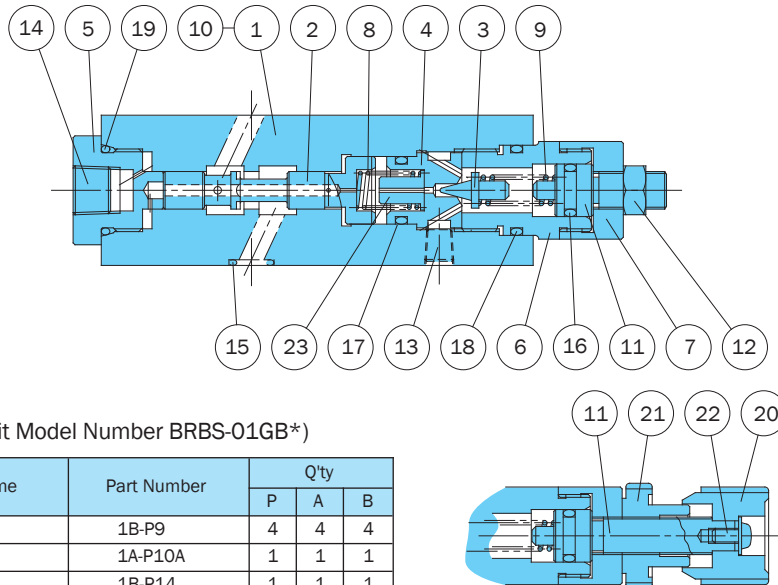 14 5 19 10 1 2 8 4 3 9
15 23 17 13 18 6 16 11 7 12
it Model Number BRBS-01GB*)
me Part Number Q'ty
P A B
1B-P9 4 4 4
1A-P10A 1 1 1
1B-P14 1 1 1
11 21 22 20